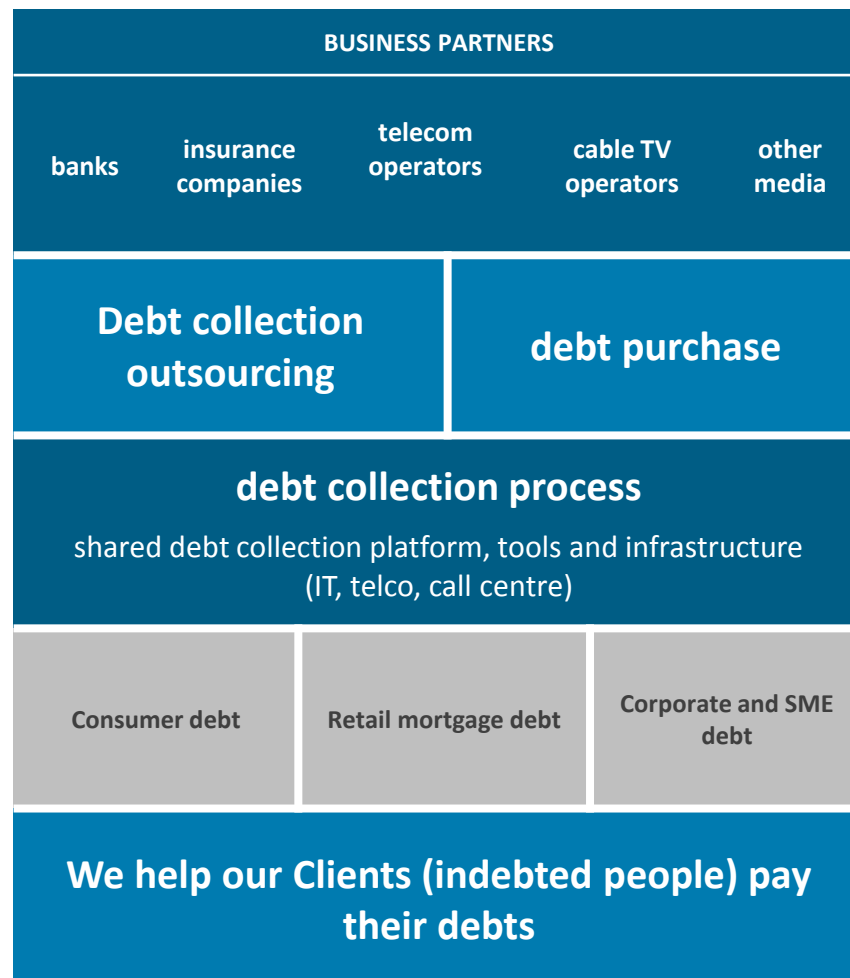 BUSINESS PARTNERS
banks
insurance
companies
telecom
operators
cable TV
operators
other
media
Debt collection
outsourcing
debt purchase
debt collection process
shared debt collection platform, tools and infrastructure
(IT, telco, call centre)
Consumer debt
Retail mortgage debt
Corporate and SME
debt
We help our Clients (indebted people) pay
their debts